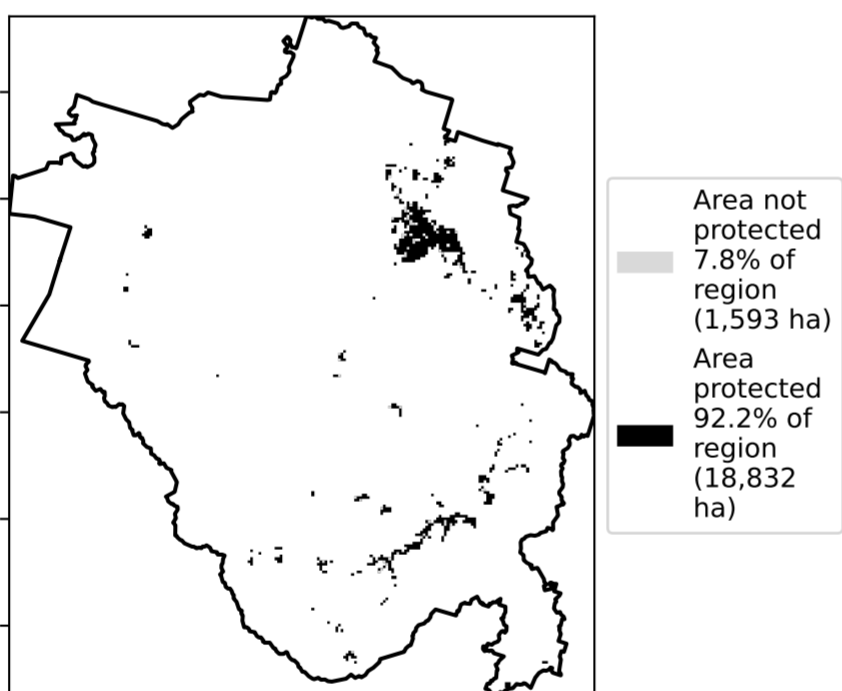 Area not
protected
7.8% of
region
(1,593 ha)
Area
protected
92.2% of
region
(18,832
ha)